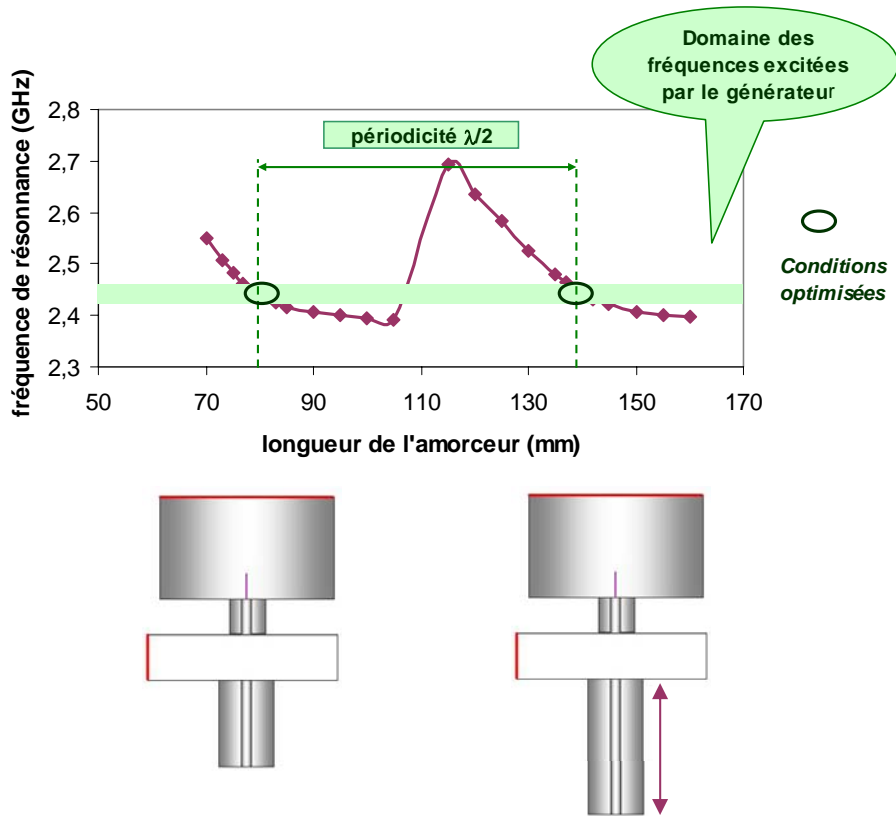 Domaine des
fréquences excitées
par le générateur
fréquence de résonnance (GHz)
2,8
2,7
2,6
2,5
2,4
2,3
périodicité λ/2
50
70
90
110
130
150
170
longueur de l'amorceur (mm)
Conditions
optimisées